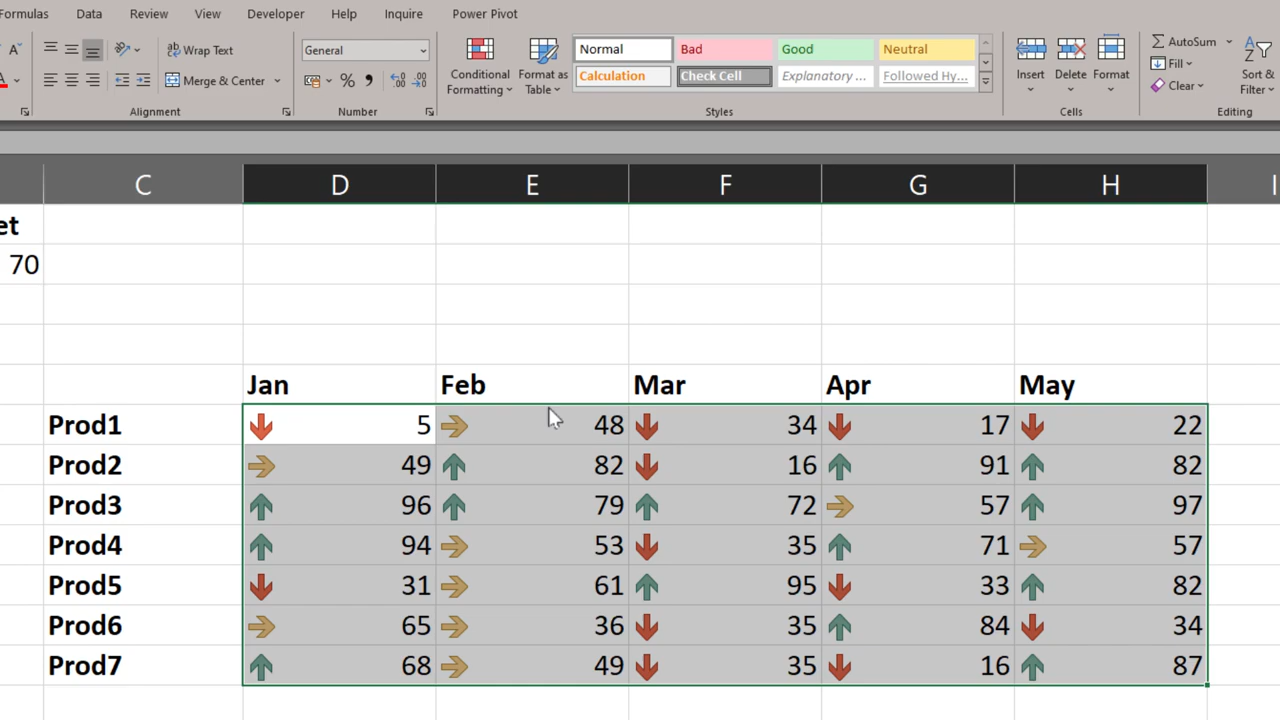 Formulas Data Review View Developer Help Inquire Power Pivot
A Wrap Text General Normal Bad Good Neutral AutoSum
Conditional Formatting Format as Table Insert Delete Format Fill Sort & Filter
A Merge & Center % Calculation Check Cell Explanatory ... Followed Hy... Clear
Alignment Number Styles Cells Editing
C D E F G H I
et
70
Jan Feb Mar Apr May
Prod1 5 48 34 17 22
Prod2 49 82 16 91 82
Prod3 96 79 72 57 97
Prod4 94 53 35 71 57
Prod5 31 61 95 33 82
Prod6 65 36 35 84 34
Prod7 68 49 35 16 87